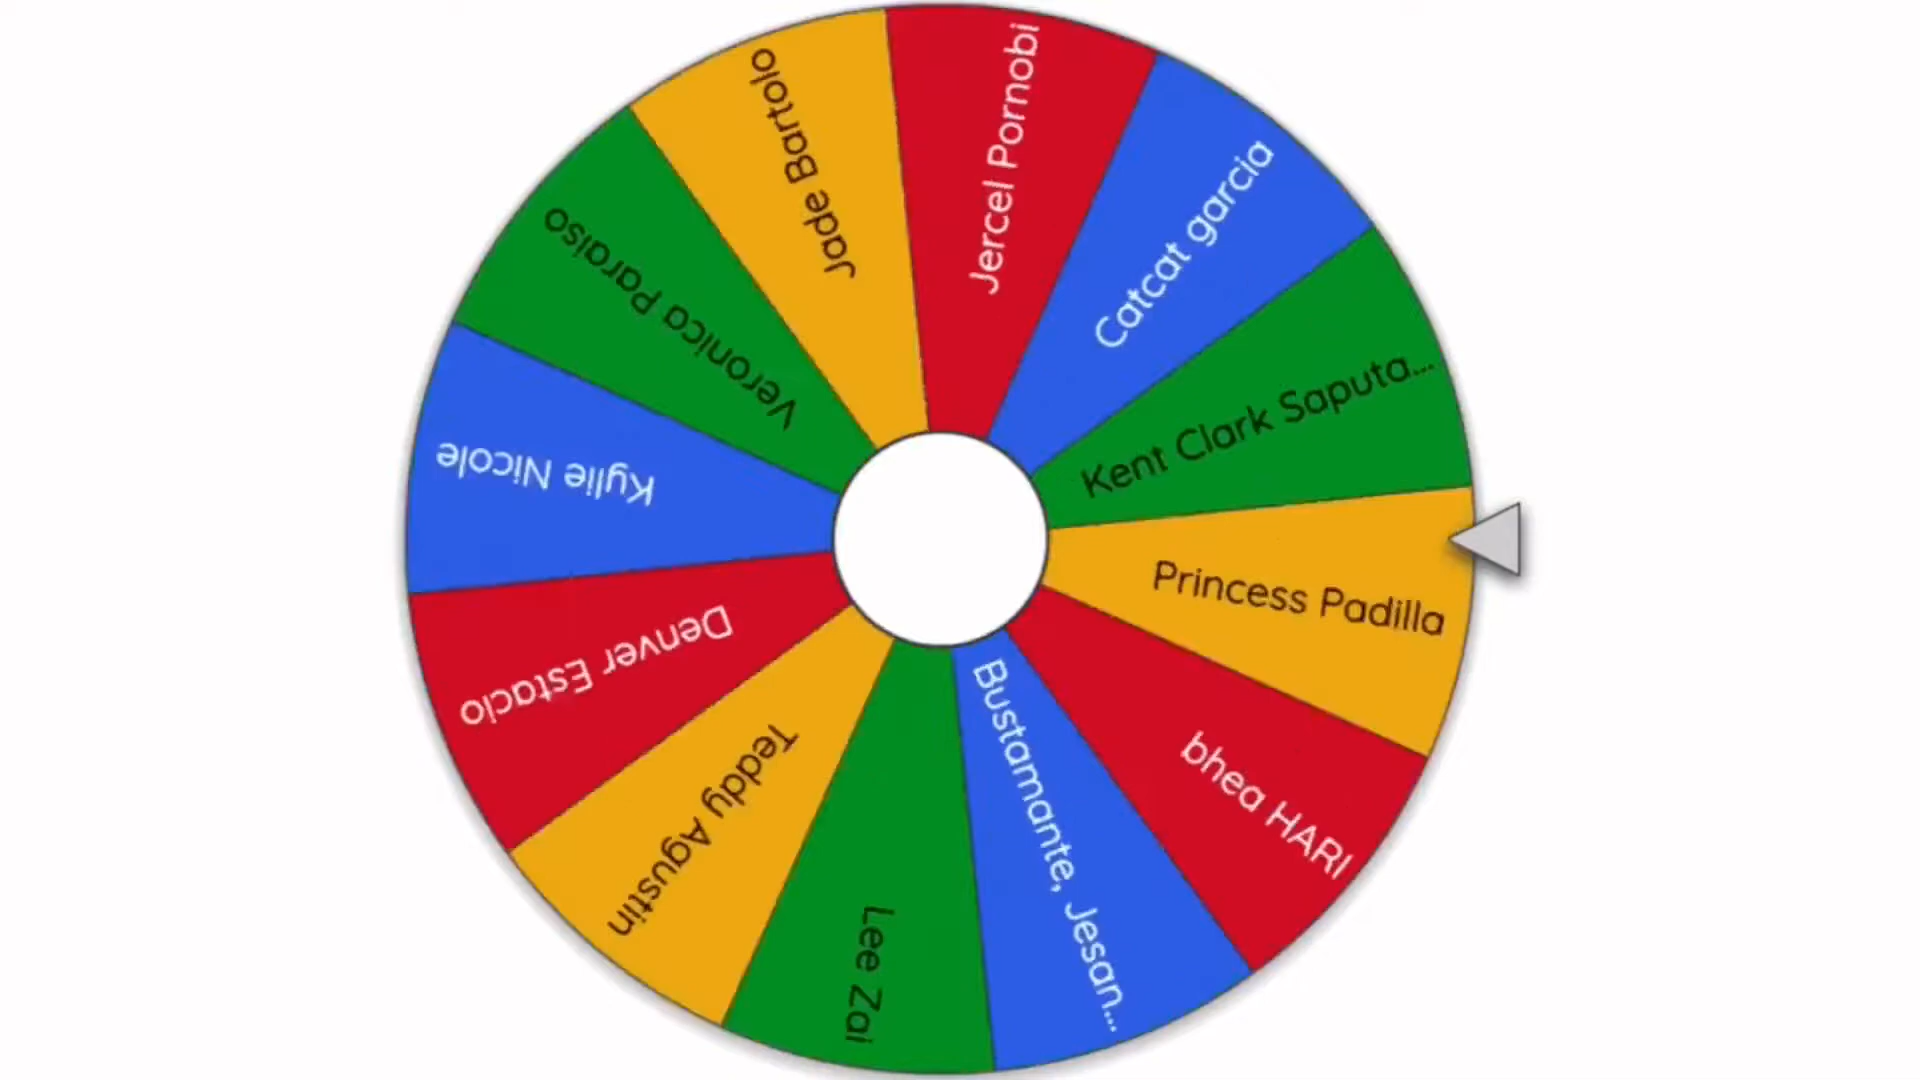 Jercel Pornobi
Catcat garcia
Kent Clark Saputa...
Princess Padilla
bhea HARI
Bustamante, Jesan...
Lee Zai
Teddy Agustin
Denver Estacio
Kylie Nicole
Veronica Paraiso
Jade Bartolo